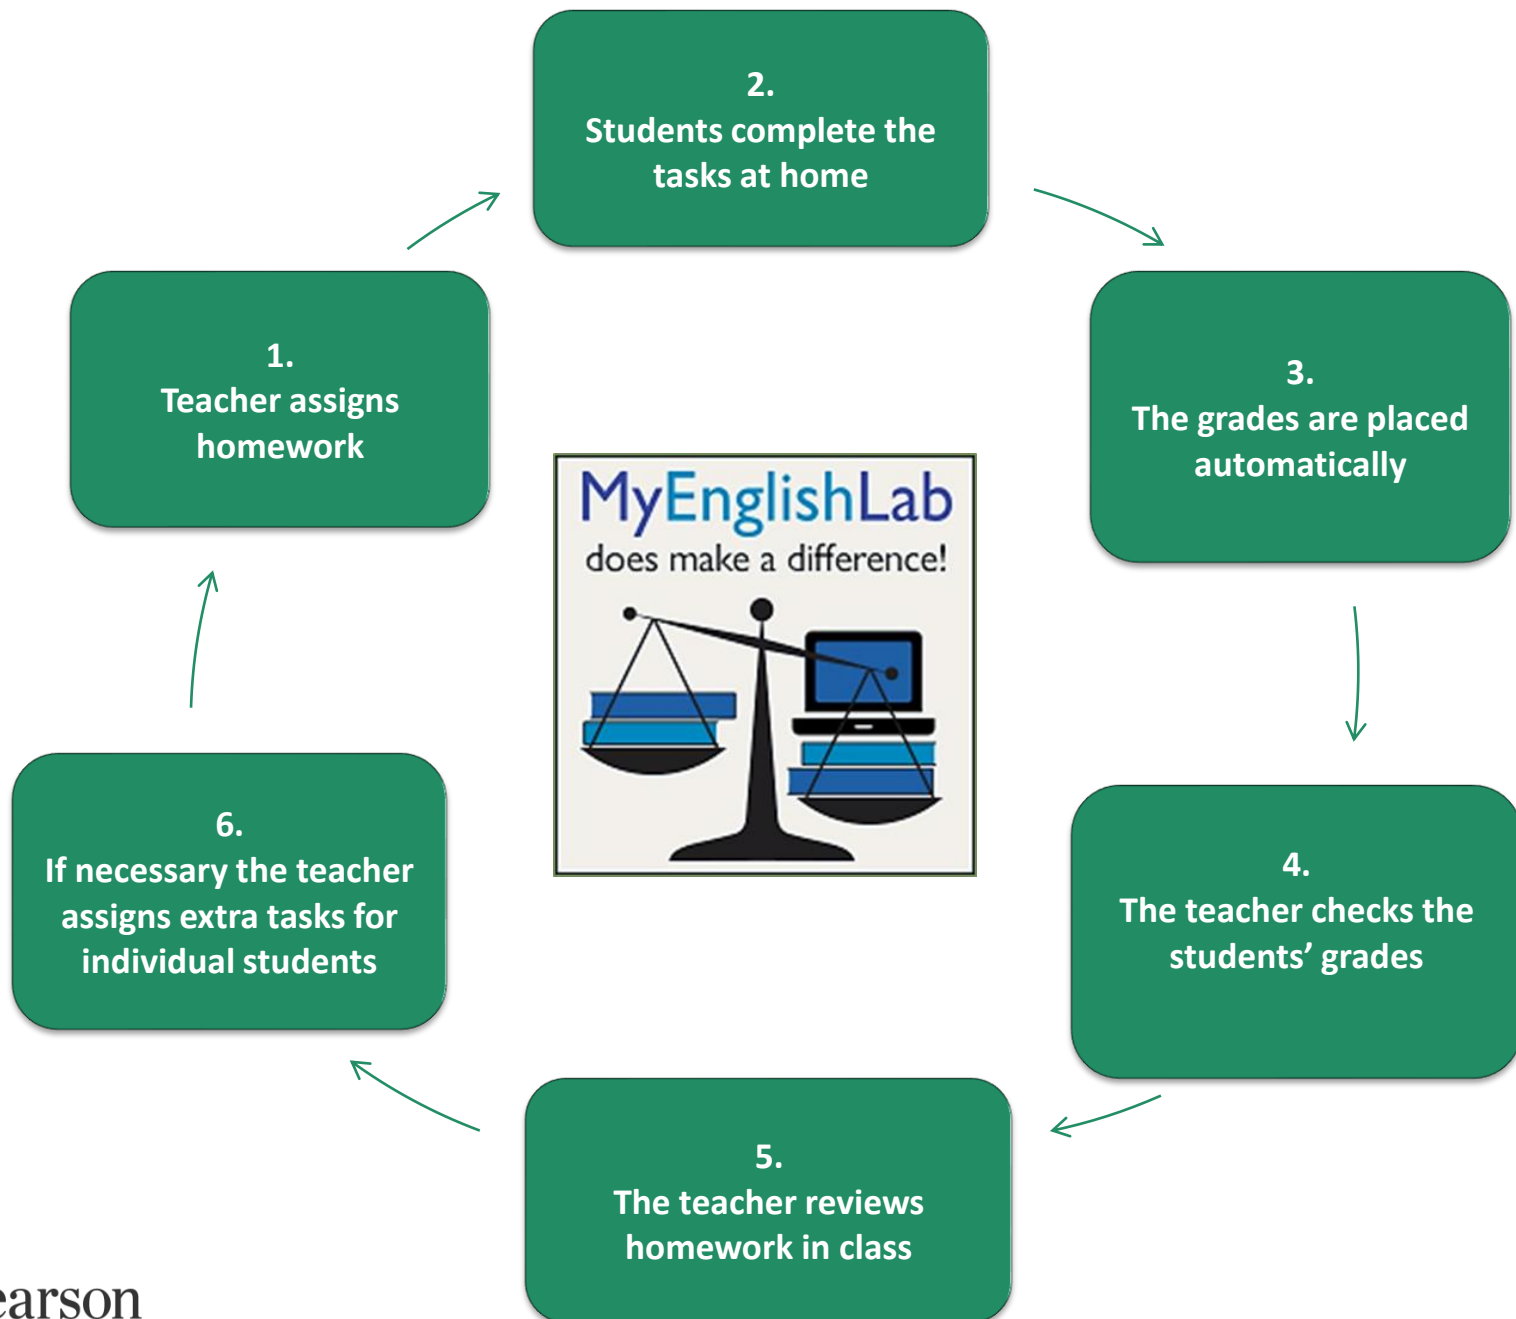 1.
Teacher assigns
homework
2.
Students complete the
tasks at home
3.
The grades are placed
automatically
4.
The teacher checks the
students’ grades
5.
The teacher reviews
homework in class
6.
If necessary the teacher
assigns extra tasks for
individual students
MyEnglishLab
does make a difference!
earson